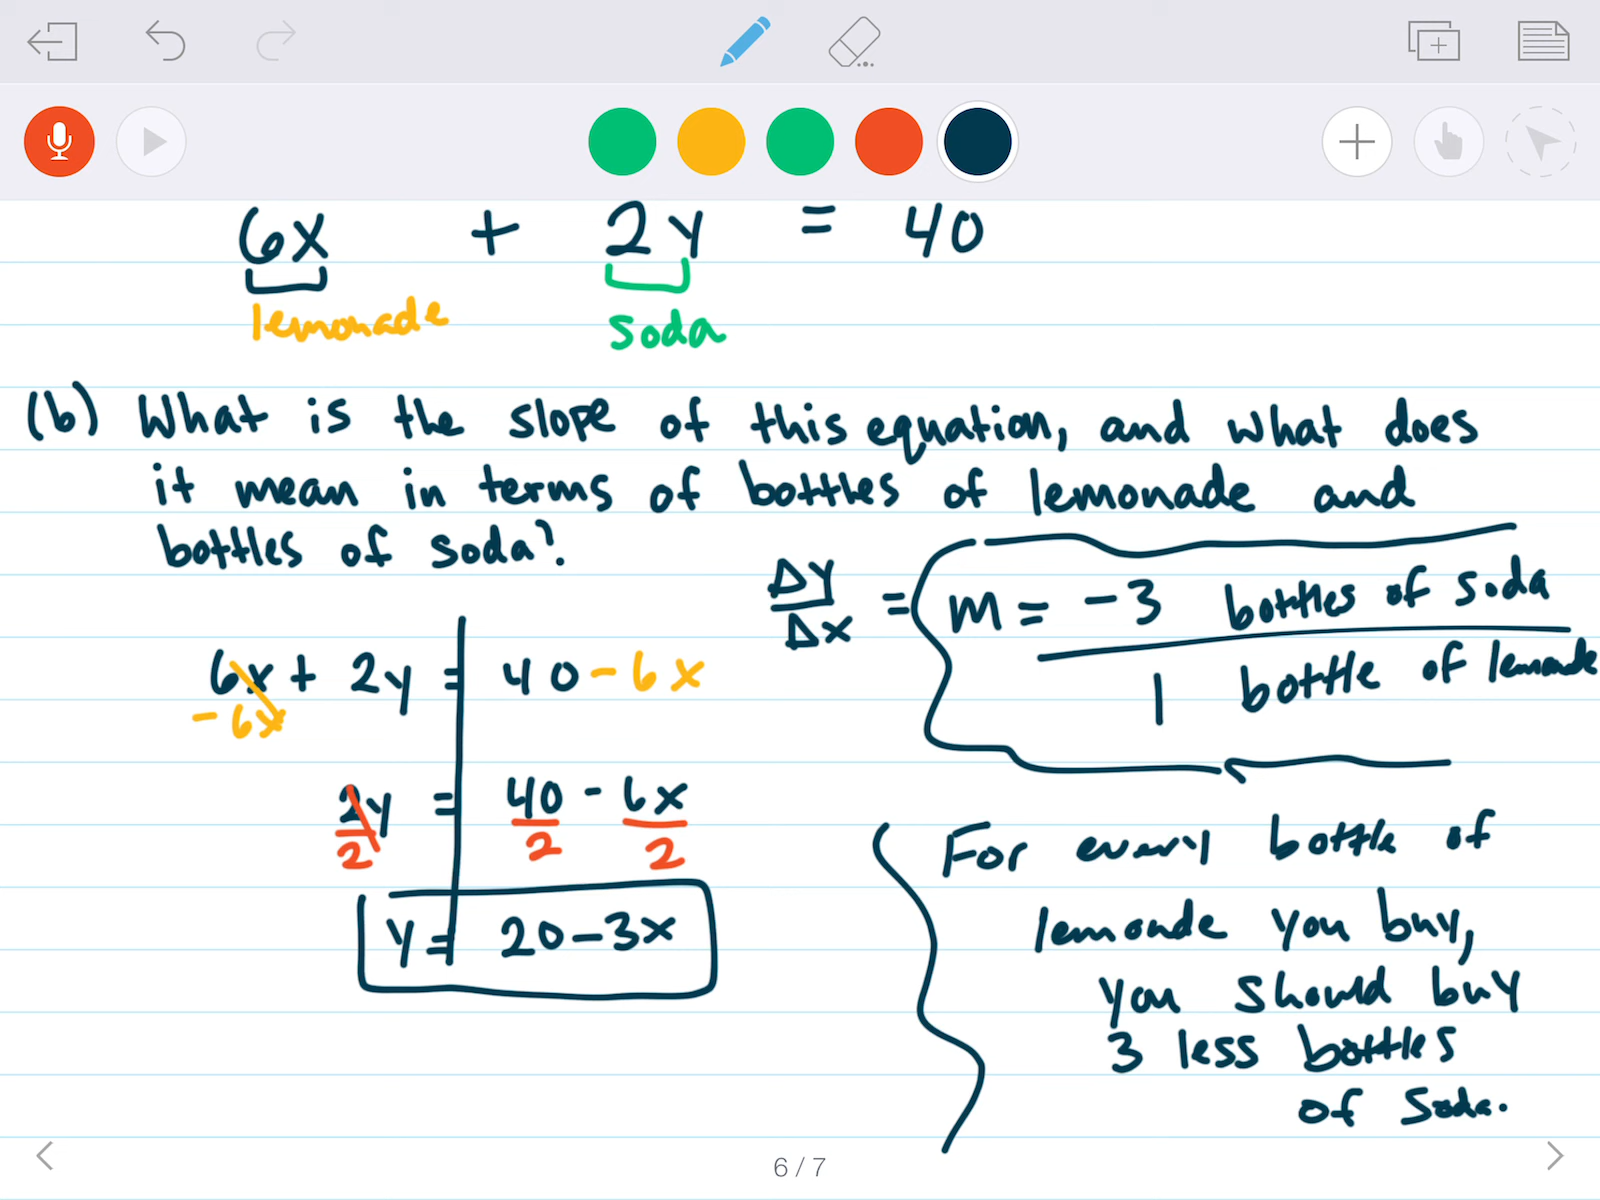 6x + 2y = 40
lemonade soda
(b) What is the slope of this equation, and what does
it mean in terms of bottles of lemonade and
bottles of soda?
ΔY/ΔX = m = -3 bottles of soda
1 bottle of lemonade
6x + 2y = 40 - 6x
- 6x
2y = 40 - 6x
2 2 2
y = 20 - 3x
For every bottle of
lemonade you buy,
you should buy
3 less bottles
of soda.
6 / 7